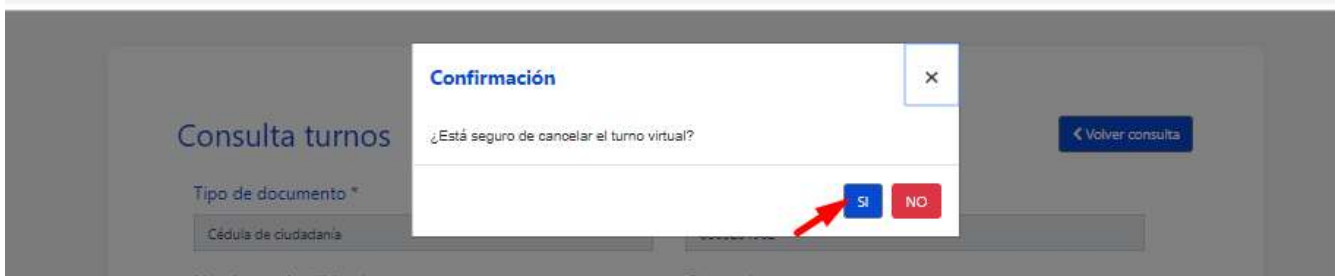 Confirmación
×
Consulta turnos
¿Está seguro de cancelar el turno virtual?
Volver consulta
Tipo de documento *
SI
NO
Cédula de ciudadanía